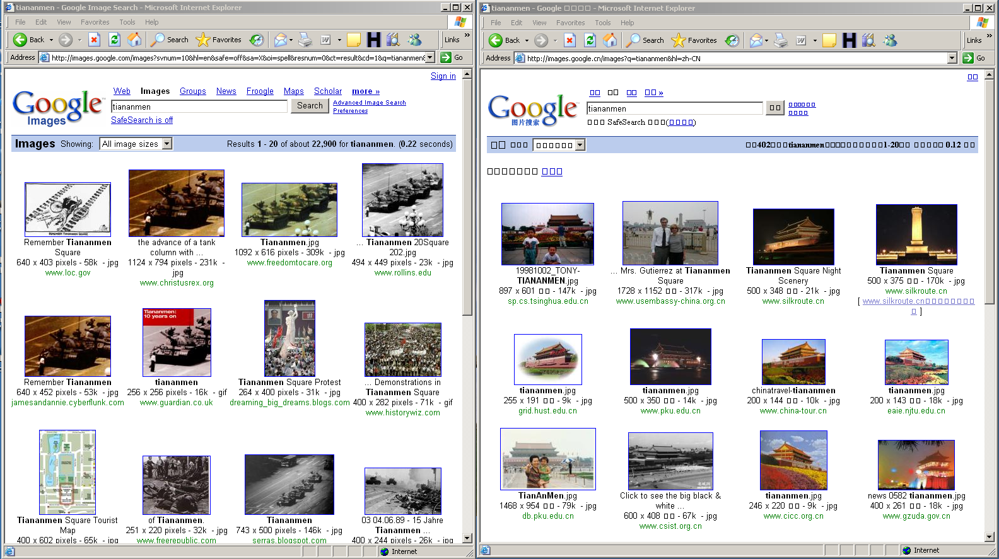 tiananmen - Google Image Search - Microsoft Internet Explorer
File Edit View Favorites Tools Help
Back Search Favorites Links »
Address http://images.google.com/images?svnum=10&hl=en&safe=off&sa=X&oi=spell&resnum=0&ct=result&cd=1&q=tiananmen& Go
Sign in
Web Images Groups News Froogle Maps Scholar more »
Google Images
tiananmen Search Advanced Image Search
Preferences
SafeSearch is off
Images Showing: All image sizes Results 1 - 20 of about 22,900 for tiananmen. (0.22 seconds)
REMEMBER TIANANMEN SQUARE
Remember Tiananmen Square
640 x 403 pixels - 58k - jpg
www.loc.gov
the advance of a tank column with ...
1124 x 794 pixels - 231k - jpg
www.christusrex.org
Tiananmen.jpg
1092 x 616 pixels - 309k - jpg
www.freedomtocare.org
... Tiananmen 20Square 202.jpg
494 x 449 pixels - 23k - jpg
www.rollins.edu
Remember Tiananmen
640 x 452 pixels - 53k - jpg
jamesandannie.cyberflunk.com
Tiananmen:
10 years on
tiananmen
256 x 256 pixels - 16k - gif
www.guardian.co.uk
Tiananmen Square Protest
264 x 400 pixels - 31k - jpg
dreaming_big_dreams.blogs.com
... Demonstrations in Tiananmen Square
400 x 282 pixels - 71k - gif
www.historywiz.com
Tiananmen Square Tourist Map
400 x 602 pixels - 65k - jpg
of Tiananmen.
251 x 220 pixels - 32k - jpg
www.freerepublic.com
Tiananmen
743 x 500 pixels - 146k - jpg
serras.blogspot.com
03 04.06.89 - 15 Jahre Tiananmen ...
400 x 244 pixels - 26k - jpg
Internet
tiananmen - Google □□□□ - Microsoft Internet Explorer
File Edit View Favorites Tools Help
Back Search Favorites Links »
Address http://images.google.cn/images?q=tiananmen&hl=zh-CN Go
□□
□□ □□ □□ □□ »
Google 图片搜索
tiananmen □□ □□□□□□
□□□□
□□□ SafeSearch □□□(□□□□)
□□ □□□ □□□□□□ □□402□□□tiananmen□□□□□□□□□□1-20□□ □□□□□ 0.12 □□
□□□□□□□ □□□
19981002_TONY-TIANANMEN.jpg
897 x 601 □□ - 147k - jpg
sp.cs.tsinghua.edu.cn
... Mrs. Gutierrez at Tiananmen Square
1728 x 1152 □□ - 317k - jpg
www.usembassy-china.org.cn
Tiananmen Square Night Scenery
500 x 348 □□ - 21k - jpg
www.silkroute.cn
Tiananmen Square
500 x 375 □□ - 170k - jpg
www.silkroute.cn
[ www.silkroute.cn□□□□□□□□□ ]
tiananmen.jpg
255 x 191 □□ - 9k - jpg
grid.hust.edu.cn
tiananmen.jpg
500 x 350 □□ - 14k - jpg
www.pku.edu.cn
chinatravel-tiananmen
200 x 144 □□ - 10k - jpg
www.china-tour.cn
tiananmen.jpg
200 x 143 □□ - 18k - jpg
eaie.njtu.edu.cn
TianAnMen.jpg
1468 x 954 □□ - 79k - jpg
db.pku.edu.cn
Click to see the big black & white ...
600 x 408 □□ - 67k - jpg
www.csist.org.cn
tiananmen.jpg
246 x 220 □□ - 9k - jpg
www.cicc.org.cn
news 0582 tiananmen.jpg
400 x 261 □□ - 18k - jpg
www.gzuda.gov.cn
Internet